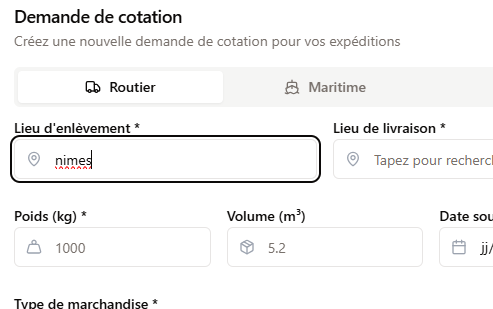 Demande de cotation
Créez une nouvelle demande de cotation pour vos expéditions
Routier Maritime
Lieu d'enlèvement * Lieu de livraison *
nimes Tapez pour recherch
Poids (kg) * Volume (m³) Date sou
1000 5.2 jj/
Type de marchandise *